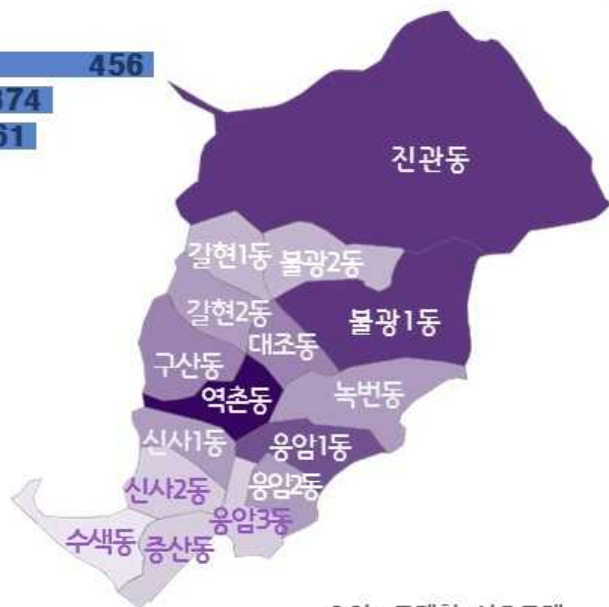 456
374
61
진관동
길현1동
불광2동
길현2동
불광1동
대조동
구산동
역촌동
녹번동
신사1동
응암1동
신사2동
응암2동
응암3동
수색동
증산동